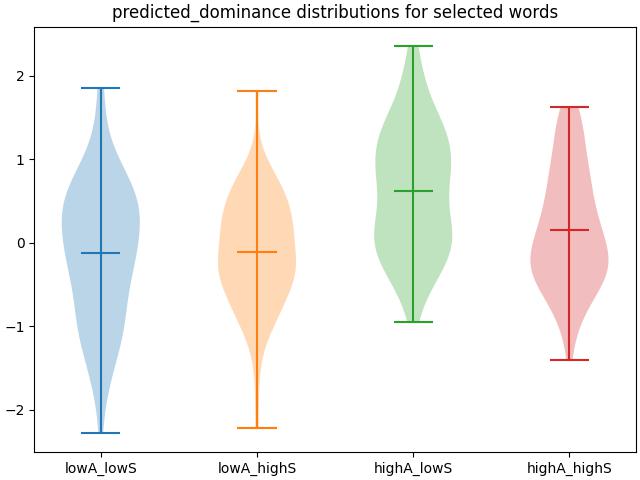 predicted_dominance distributions for selected words
2
1
0
−1
−2
lowA_lowS
lowA_highS
highA_lowS
highA_highS